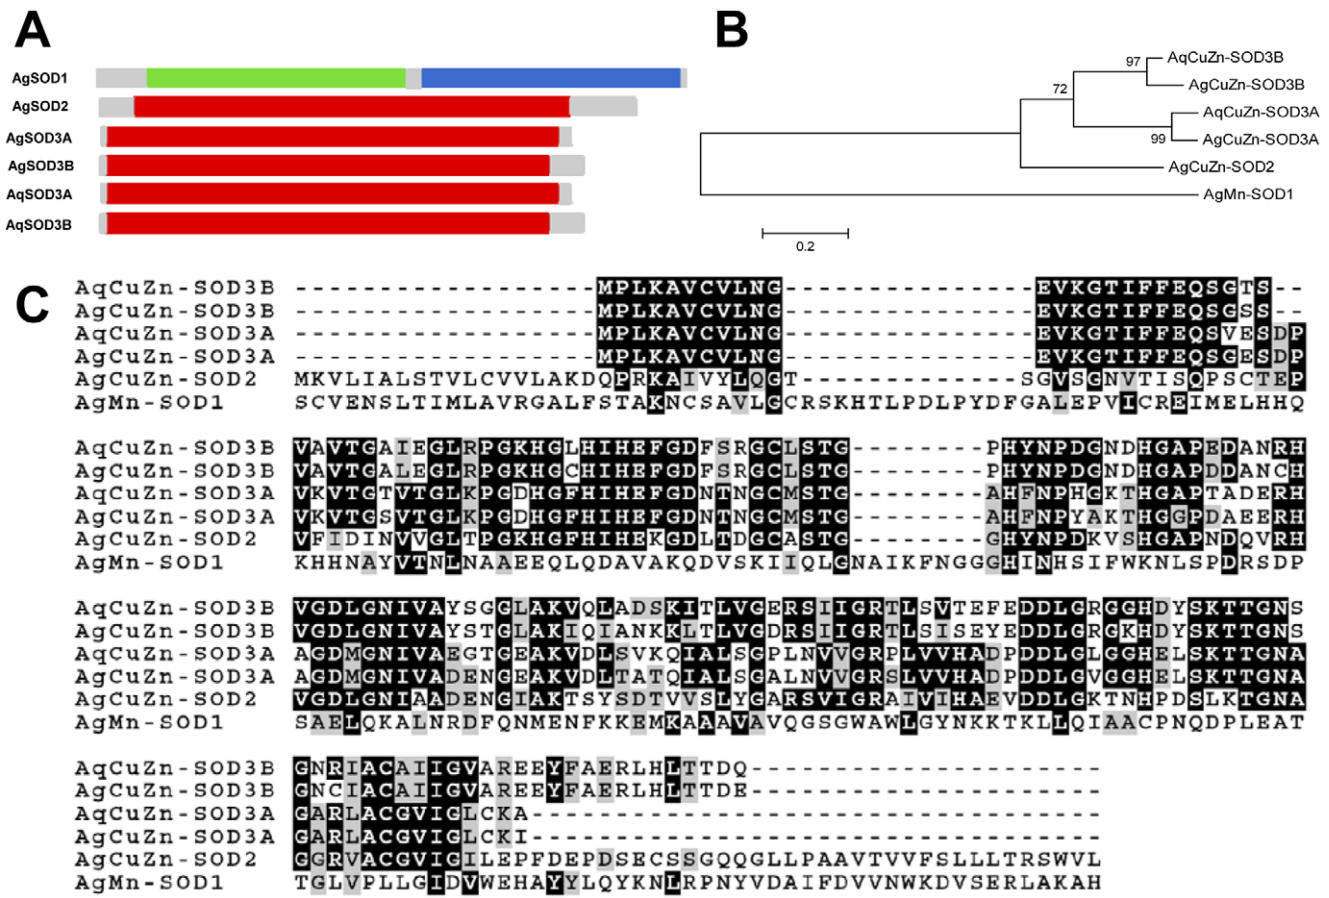 A
AgSOD1
AgSOD2
AgSOD3A
AgSOD3B
AqSOD3A
AqSOD3B
B
AqCuZn-SOD3B
97
AgCuZn-SOD3B
72
AqCuZn-SOD3A
99
AgCuZn-SOD3A
AgCuZn-SOD2
AgMn-SOD1
0.2
C
AqCuZn-SOD3B -------------------MPLKAVCVLNG----------------EVKGTIFFEQSGTS--
AgCuZn-SOD3B -------------------MPLKAVCVLNG----------------EVKGTIFFEQSGSS--
AqCuZn-SOD3A -------------------MPLKAVCVLNG----------------EVKGTIFFEQSVESDP
AgCuZn-SOD3A -------------------MPLKAVCVLNG----------------EVKGTIFFEQSGESDP
AgCuZn-SOD2 MKVLIALSTVLCVVLAKDQPRKAIVYLQGT--------------SGVSGNVTISQPSCTEP
AgMn-SOD1 SCVENSLTIMLAVRGALFSTAKNCSAVLGCRSKHTLPDLPYDFGALEPVICREIMELHHQ
AqCuZn-SOD3B VAVTGAIEGLRPGKHGLHIHEFGDFSRGCLSTG--------PHYNPDGNDHGAPEDANRH
AgCuZn-SOD3B VAVTGALEGLRPGKHGCHIHEFGDFSRGCLSTG--------PHYNPDGNDHGAPDDANCH
AqCuZn-SOD3A VKVTGTVTGLKPGDHGFHIHEFGDNTNGCMSTG--------AHFNPHGKTHGAPTADERH
AgCuZn-SOD3A VKVTGSVTGLKPGDHGFHIHEFGDNTNGCMSTG--------AHFNPYAKTHGGPDAEERH
AgCuZn-SOD2 VFIDINVVGLTPGKHGFHIHEKGDLTDGCASTG--------GHYNPDKVSHGAPNDQVRH
AgMn-SOD1 KHHNAYVTNLNAAEEQLQDAVAKQDVSKIIQLGNAIKFNGGGHINHSIFWKNLSPDRSDP
AqCuZn-SOD3B VGDLGNIVAYSGGLAKVQLADSKITLVGERSIIGRTLSVTEFEDDLGRGGHDYSKTTGNS
AgCuZn-SOD3B VGDLGNIVAYSTGLAKIQIANKKLTLVGDRSIIGRTLSISEYEDDLGRGKHDYSKTTGNS
AqCuZn-SOD3A AGDMGNIVAEGTGEAKVDLSVKQIALSGPLNVVGRPLVVHADPDDLGLGGHELSKTTGNA
AgCuZn-SOD3A AGDMGNIVADENGEAKVDLTATQIALSGALNVVGRSLVVHADPDDLGVGGHELSKTTGNA
AgCuZn-SOD2 VGDLGNIAADENGIAKTSYSDTVVSLYGARSVIGRAIVIHAEVDDLGKTNHPDSLKTGNA
AgMn-SOD1 SAELQKALNRDFQNMENFKKEMKAAAVAVQGSGWAWLGYNKKTKLLQIAACPNQDPLEAT
AqCuZn-SOD3B GNRIACAIIGVAREEYFAERLHLTTDQ---------------------
AgCuZn-SOD3B GNCIACAIIGVAREEYFAERLHLTTDE---------------------
AqCuZn-SOD3A GARLACGVIGLCKA----------------------------------
AgCuZn-SOD3A GARLACGVIGLCKI----------------------------------
AgCuZn-SOD2 GGRVACGVIGILEPFDEPDSECSSGQQGLLPAAVTVVFSLLLTRSWVL
AgMn-SOD1 TGLVPLLGIDVWEHAYYLQYKNLRPNYVDAIFDVVNWKDVSERLAKAH